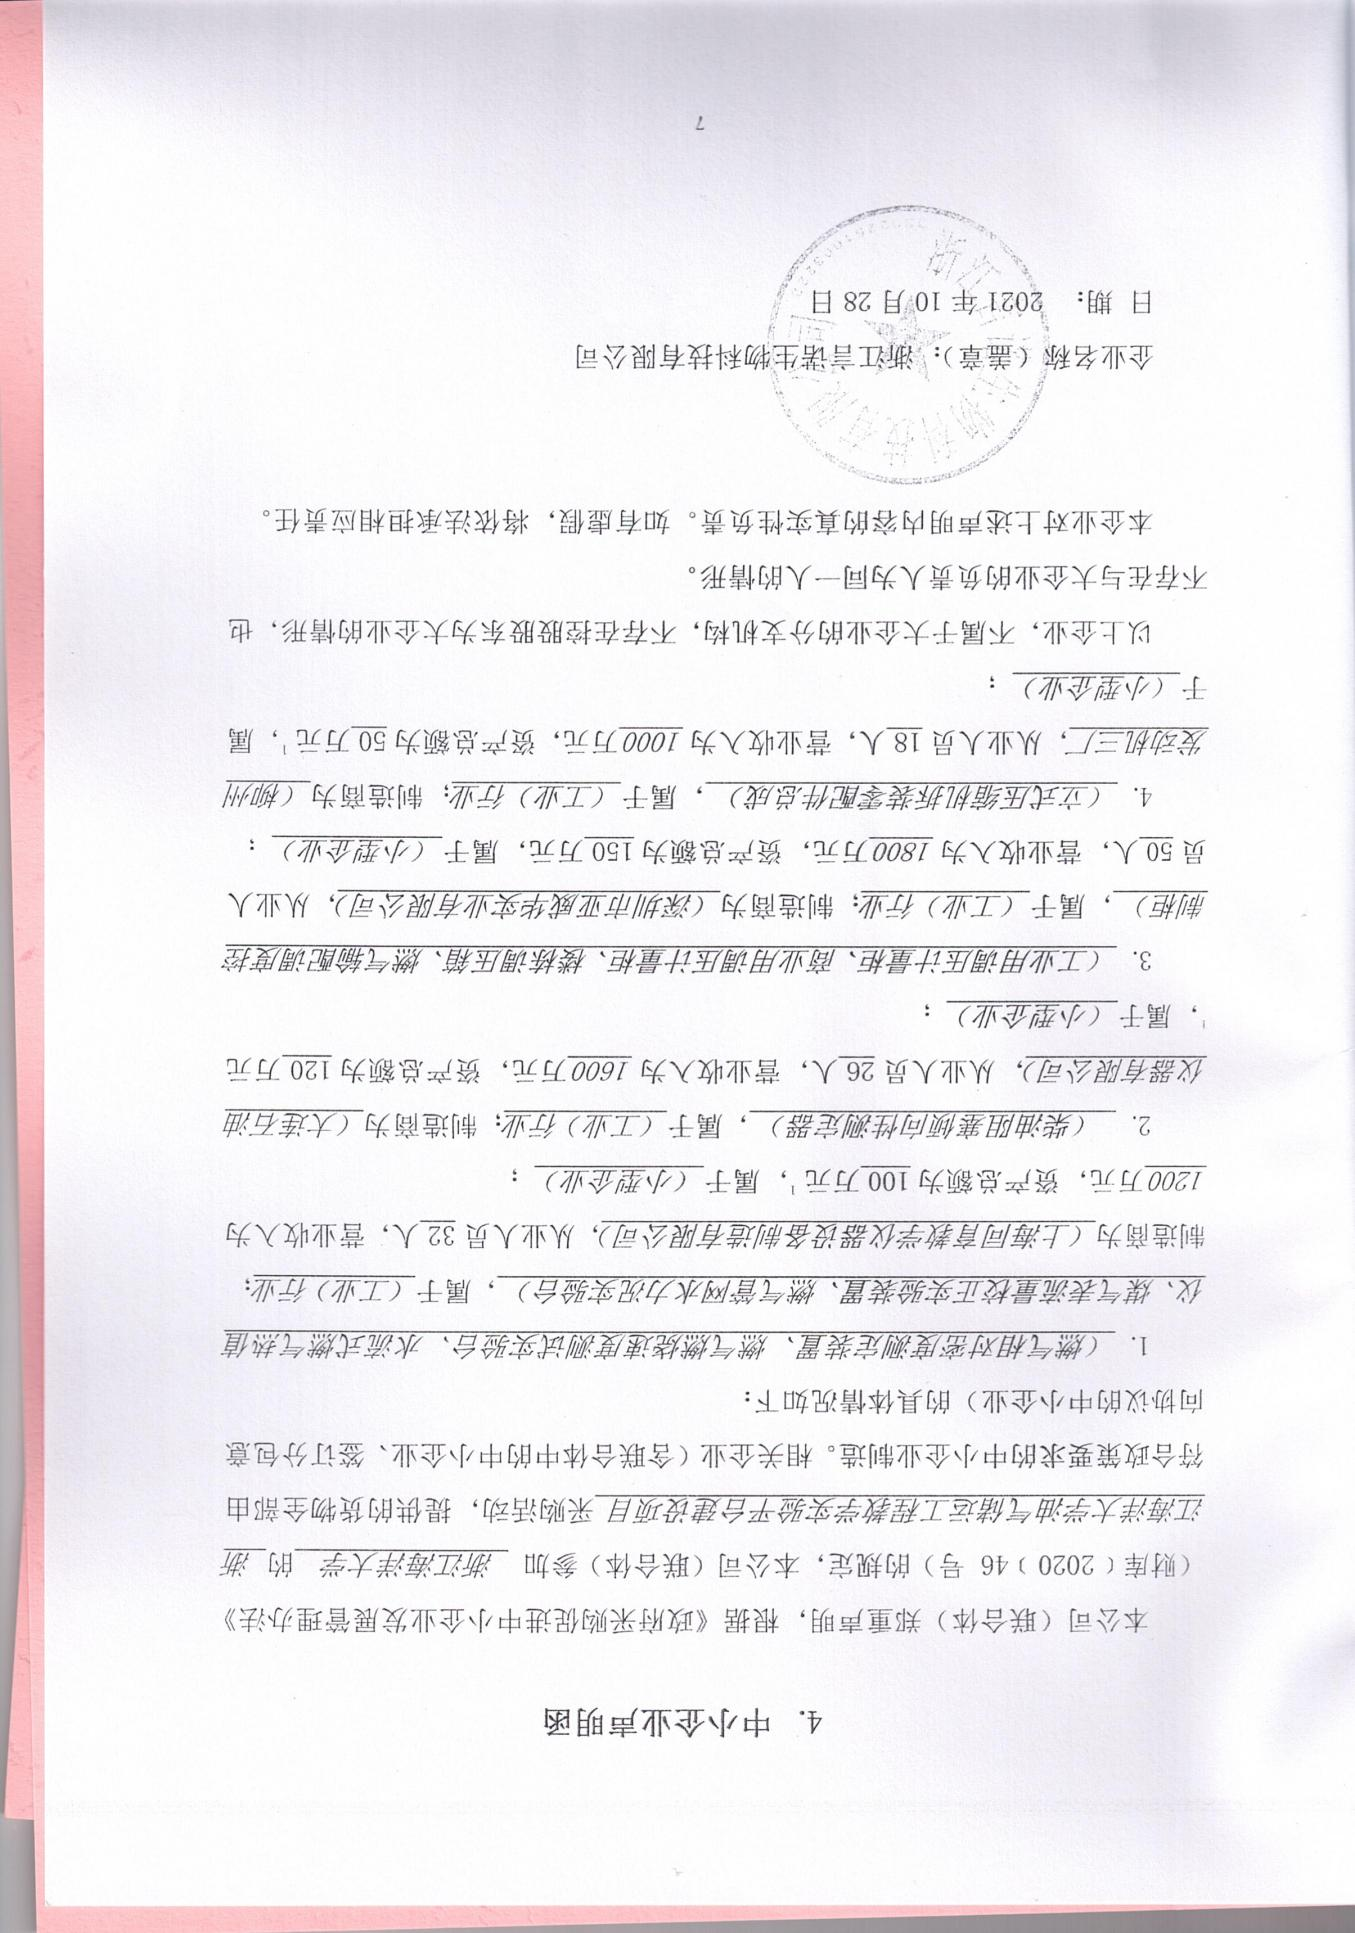 4. 中小企业声明函
本公司（联合体）郑重声明，根据《政府采购促进中小企业发展管理办法》
（财库﹝2020﹞46 号）的规定，本公司（联合体）参加 浙江海洋大学 的 浙
江海洋大学油气储运工程教学实验平台建设项目 采购活动，提供的货物全部由
符合政策要求的中小企业制造。相关企业（含联合体中的中小企业、签订分包意
向协议的中小企业）的具体情况如下：
1. （燃气相对密度测定装置、燃气燃烧速度测试实验台、水流式燃气热值
仪、煤气表流量校正实验装置、燃气管网水力况实验台），属于（工业）行业；
制造商为（上海同育教学仪器设备制造有限公司），从业人员 32 人，营业收入为
1200 万元，资产总额为 100 万元¹，属于（小型企业）；
2. （柴油阻塞倾向性测定器），属于（工业）行业；制造商为（大连石油
仪器有限公司），从业人员 26 人，营业收入为 1600 万元，资产总额为 120 万元
¹，属于（小型企业）；
3. （工业用调压计量柜、商业用调压计量柜、楼栋调压箱、燃气输配调度控
制柜），属于（工业）行业；制造商为（深圳市亚威华实业有限公司），从业人
员 50 人，营业收入为 1800 万元，资产总额为 150 万元，属于（小型企业）；
4. （立式压缩机拆装零配件总成），属于（工业）行业；制造商为（柳州
发动机三厂，从业人员 18 人，营业收入为 1000 万元，资产总额为 50 万元¹，属
于（小型企业）；
以上企业，不属于大企业的分支机构，不存在控股股东为大企业的情形，也
不存在与大企业的负责人为同一人的情形。
本企业对上述声明内容的真实性负责。如有虚假，将依法承担相应责任。
企业名称（盖章）：浙江言诺生物科技有限公司
日 期： 2021 年 10 月 28 日
7